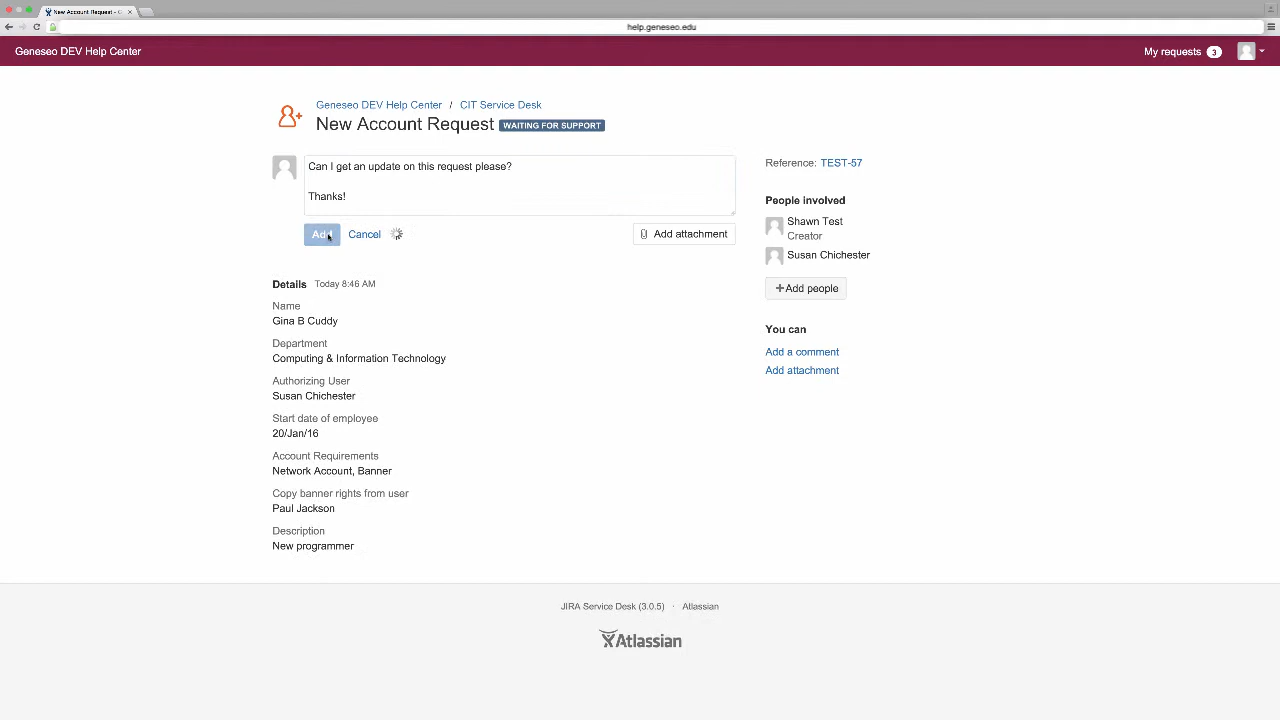 New Account Request - G
help.geneseo.edu
Geneseo DEV Help Center
My requests 3
Geneseo DEV Help Center / CIT Service Desk
New Account Request WAITING FOR SUPPORT
Can I get an update on this request please?
Thanks!
Add Cancel
Add attachment
Details Today 8:46 AM
Name
Gina B Cuddy
Department
Computing & Information Technology
Authorizing User
Susan Chichester
Start date of employee
20/Jan/16
Account Requirements
Network Account, Banner
Copy banner rights from user
Paul Jackson
Description
New programmer
Reference: TEST-57
People involved
Shawn Test
Creator
Susan Chichester
+Add people
You can
Add a comment
Add attachment
JIRA Service Desk (3.0.5) · Atlassian
Atlassian